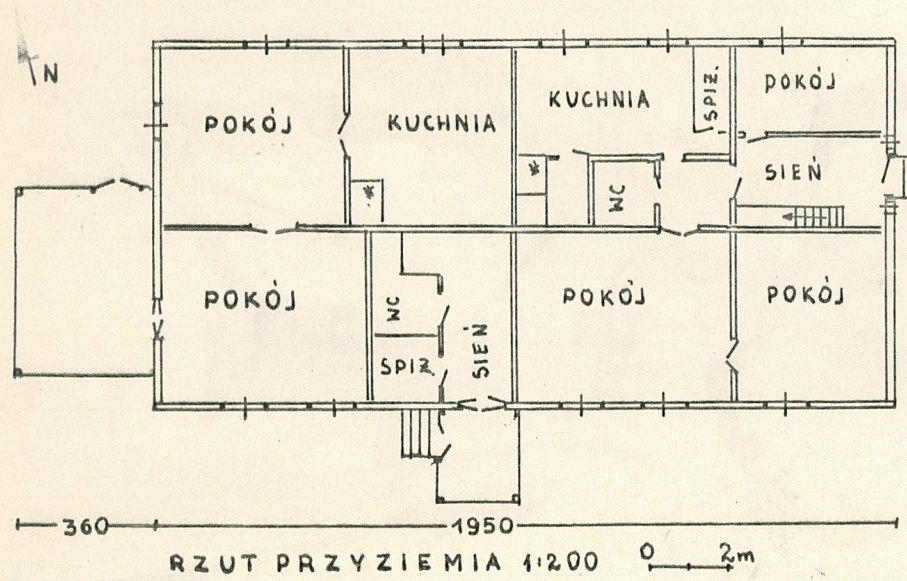 N
POKÓJ
KUCHNIA
KUCHNIA
SPIŻ.
POKÓJ
SIEŃ
WC
POKÓJ
WC
SPIŻ.
SIEŃ
POKÓJ
POKÓJ
360
1950
RZUT PRZYZIEMIA 1:200
0 2m